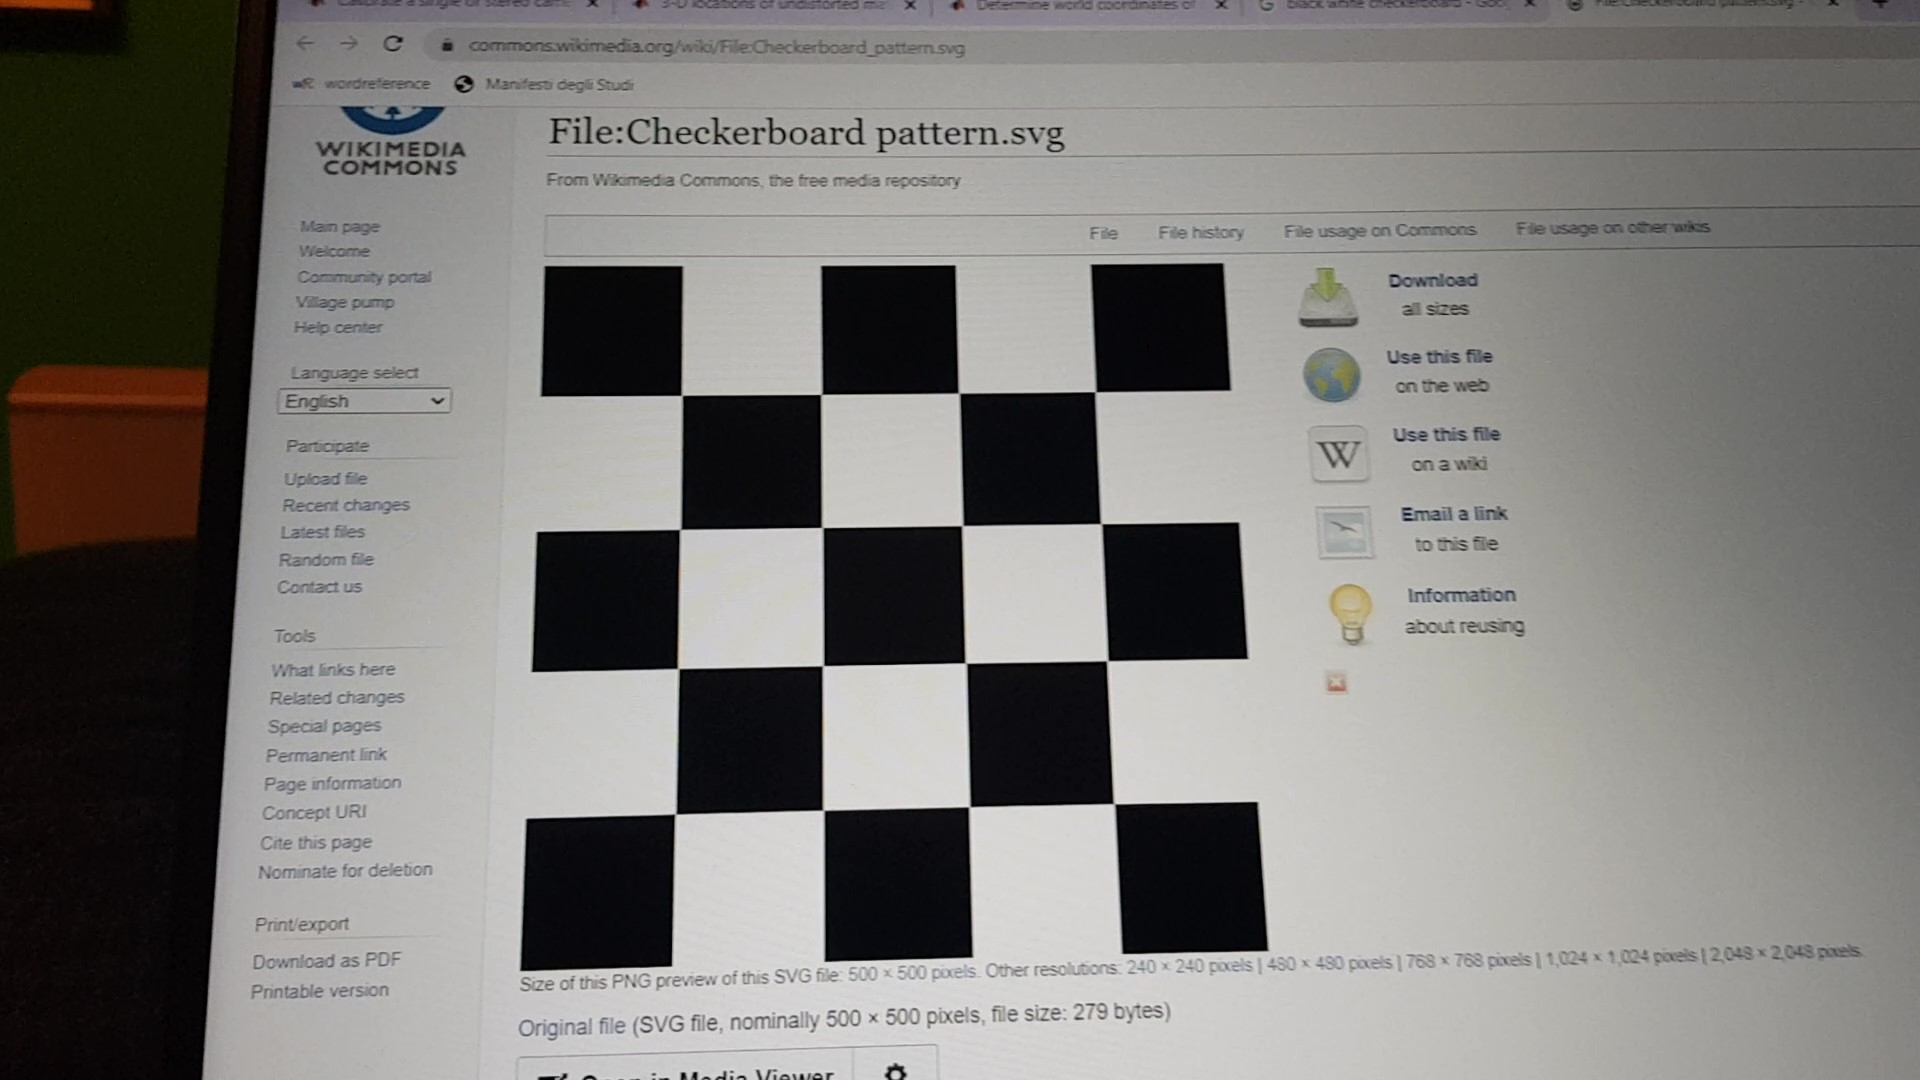 Calibrate a single or stereo came
3-D locations of undistorted ma
Determine world coordinates of
black white checkerboard - Goo
File:Checkerboard pattern.svg -
commons.wikimedia.org/wiki/File:Checkerboard_pattern.svg
wR wordreference
Manifesti degli Studi
WIKIMEDIA
COMMONS
File:Checkerboard pattern.svg
From Wikimedia Commons, the free media repository
Main page
Welcome
Community portal
Village pump
Help center
Language select
English
Participate
Upload file
Recent changes
Latest files
Random file
Contact us
Tools
What links here
Related changes
Special pages
Permanent link
Page information
Concept URI
Cite this page
Nominate for deletion
Print/export
Download as PDF
Printable version
File File history File usage on Commons File usage on other wikis
Download
all sizes
Use this file
on the web
W
Use this file
on a wiki
Email a link
to this file
Information
about reusing
Size of this PNG preview of this SVG file: 500 × 500 pixels. Other resolutions: 240 × 240 pixels | 480 × 480 pixels | 768 × 768 pixels | 1,024 × 1,024 pixels | 2,048 × 2,048 pixels.
Original file (SVG file, nominally 500 × 500 pixels, file size: 279 bytes)
Open in Media Viewer